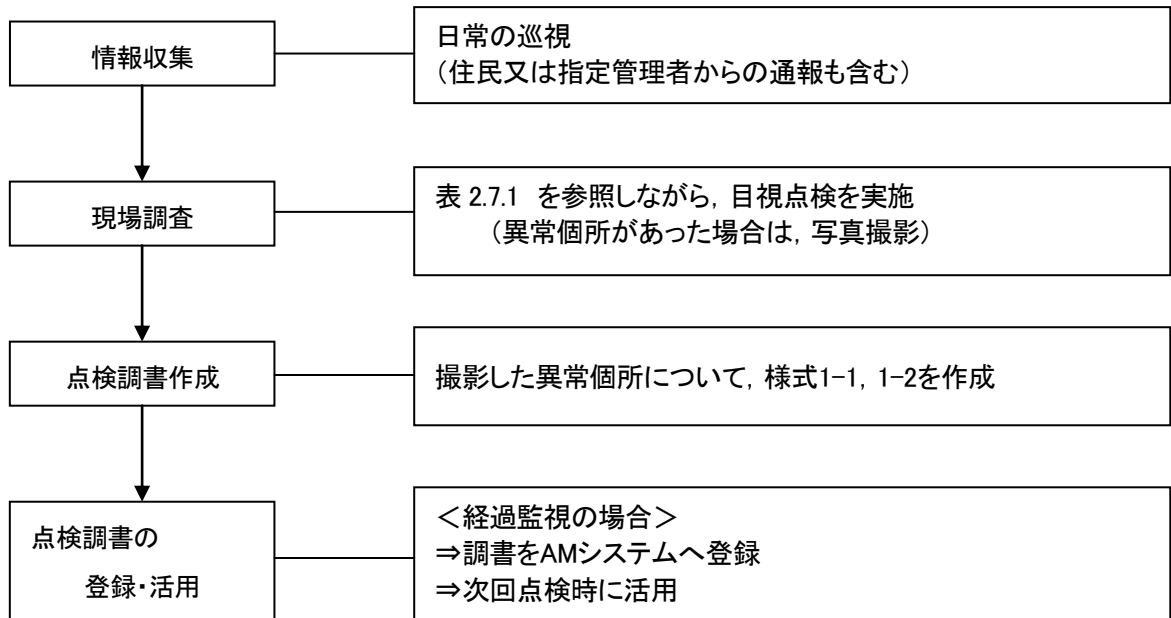 情報収集
日常の巡視
（住民又は指定管理者からの通報も含む）
現場調査
表 2.7.1 を参照しながら，目視点検を実施
（異常個所があった場合は，写真撮影）
点検調書作成
撮影した異常個所について，様式1-1，1-2を作成
点検調書の
登録・活用
＜経過監視の場合＞
⇒調書をAMシステムへ登録
⇒次回点検時に活用